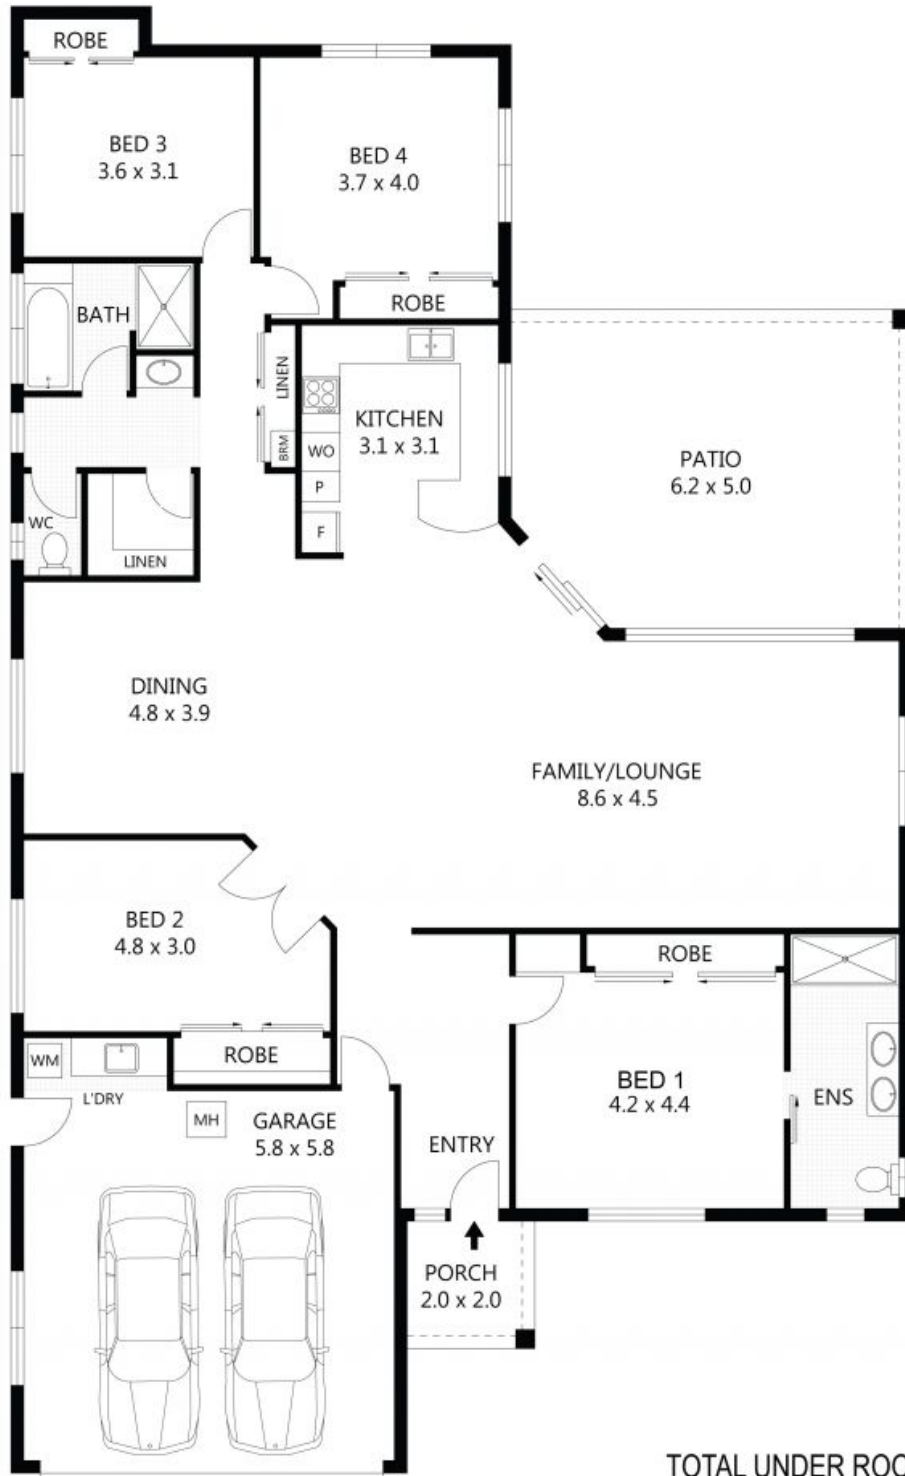 ROBE
BED 3
3.6 x 3.1
BED 4
3.7 x 4.0
ROBE
BATH
LINEN
BRM
KITCHEN
3.1 x 3.1
WO
P
F
PATIO
6.2 x 5.0
WC
LINEN
DINING
4.8 x 3.9
FAMILY/LOUNGE
8.6 x 4.5
BED 2
4.8 x 3.0
ROBE
ROBE
BED 1
4.2 x 4.4
ENS
WM
L'DRY
MH
GARAGE
5.8 x 5.8
ENTRY
PORCH
2.0 x 2.0
TOTAL UNDER ROO